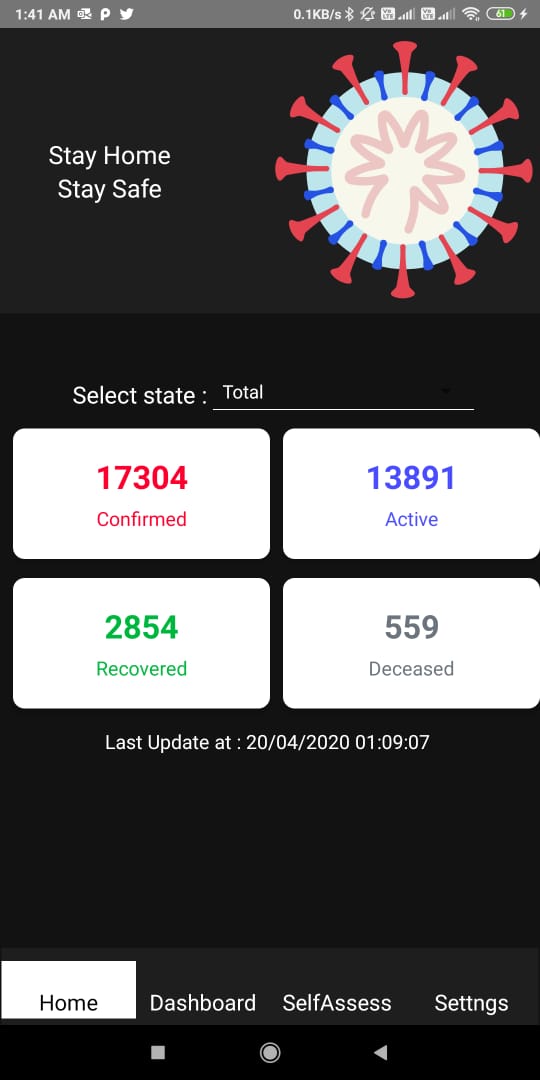 1:41 AM 0.1KB/s 61
Stay Home
Stay Safe
Select state : Total
17304 13891
Confirmed Active
2854 559
Recovered Deceased
Last Update at : 20/04/2020 01:09:07
Home Dashboard SelfAssess Settngs